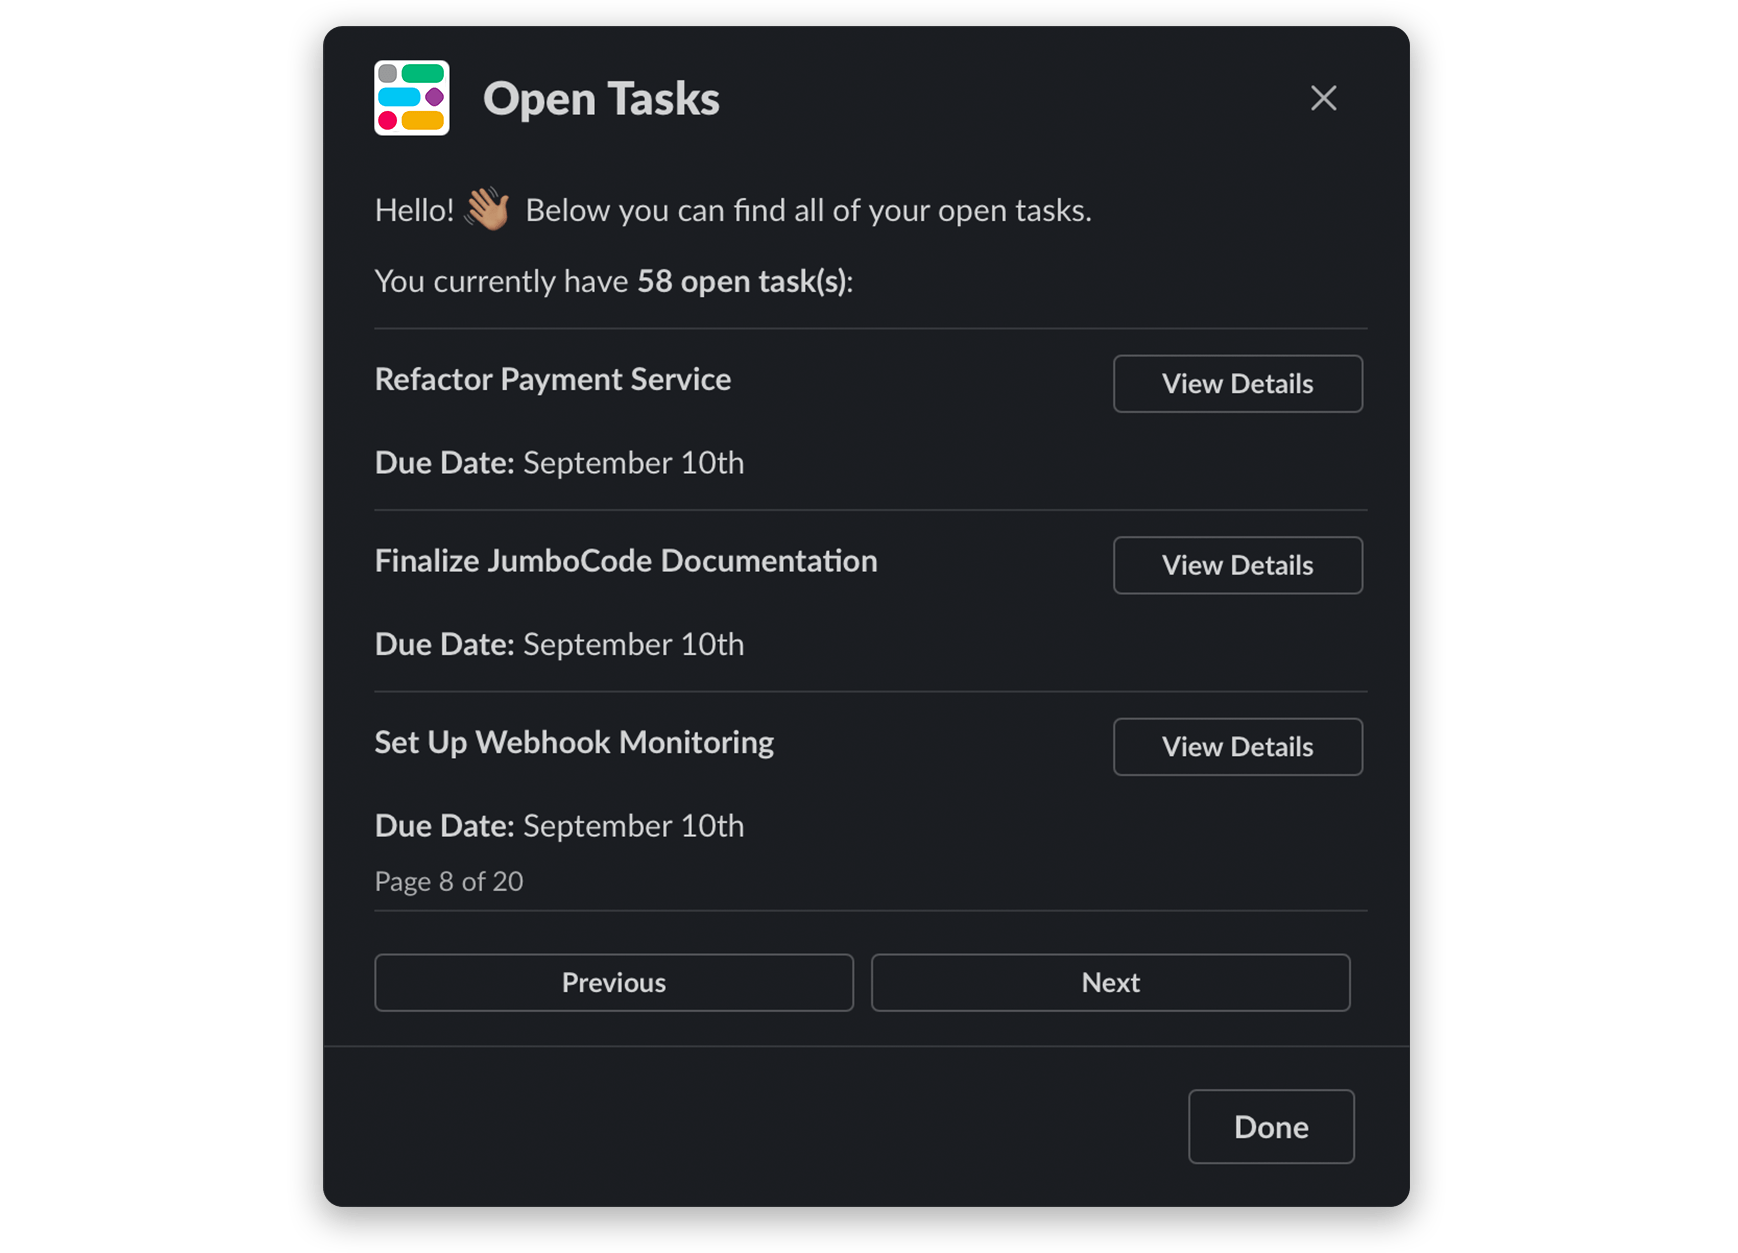 Open Tasks
Hello! 👋🏽 Below you can find all of your open tasks.
You currently have 58 open task(s):
Refactor Payment Service
View Details
Due Date: September 10th
Finalize JumboCode Documentation
View Details
Due Date: September 10th
Set Up Webhook Monitoring
View Details
Due Date: September 10th
Page 8 of 20
Previous
Next
Done